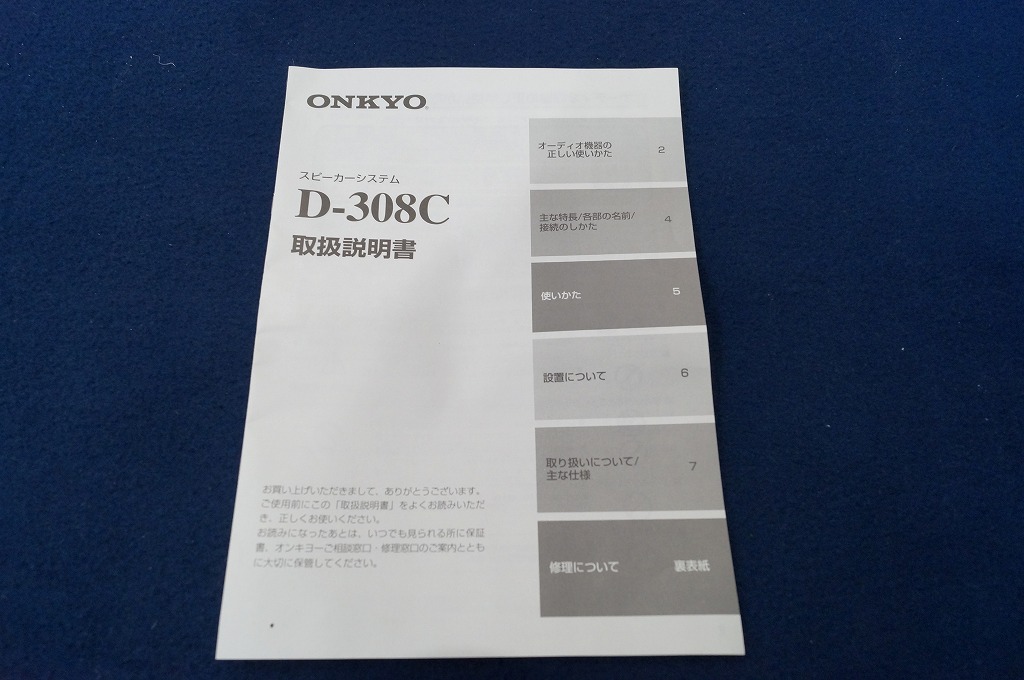 ONKYO
スピーカーシステム
D-308C
取扱説明書
オーディオ機器の
正しい使いかた 2
主な特長/各部の名前/
接続のしかた 4
使いかた 5
設置について 6
取り扱いについて/
主な仕様 7
修理について 裏表紙
お買い上げいただきまして、ありがとうございます。
ご使用前にこの「取扱説明書」をよくお読みいただ
き、正しくお使いください。
お読みになったあとは、いつでも見られる所に保証
書、オンキヨーご相談窓口・修理窓口のご案内ととも
に大切に保管してください。